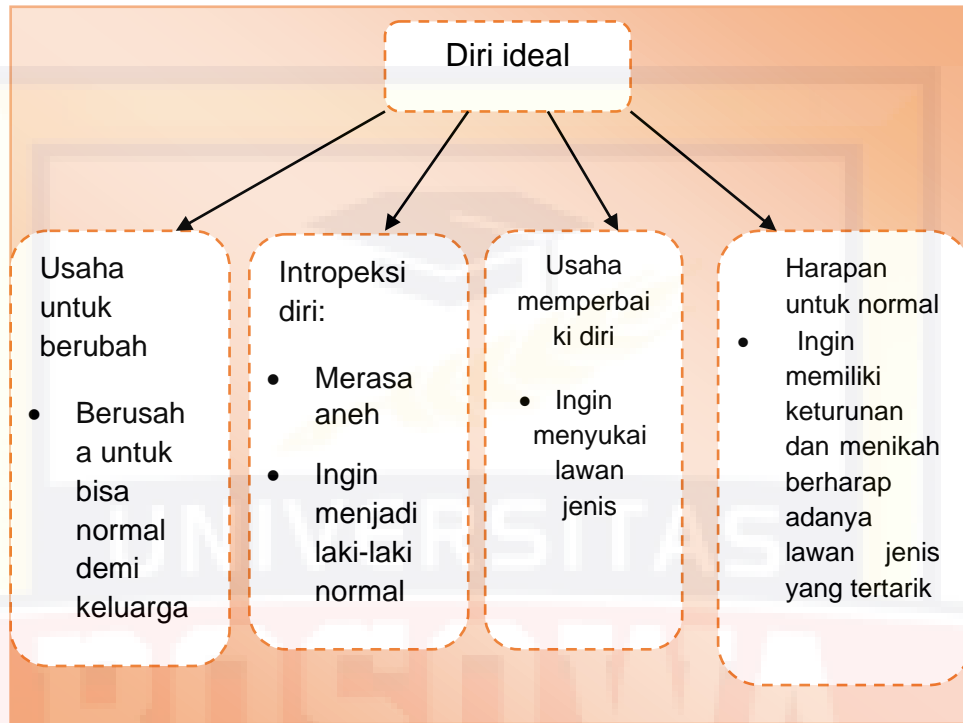 Diri ideal
Usaha
untuk
berubah
• Berusah
a untuk
bisa
normal
demi
keluarga
Intropeksi
diri:
• Merasa
aneh
• Ingin
menjadi
laki-laki
normal
Usaha
memperbai
ki diri
• Ingin
menyukai
lawan
jenis
Harapan
untuk normal
• Ingin
memiliki
keturunan
dan menikah
berharap
adanya
lawan jenis
yang tertarik
UNIVERSITAS
BOSOWA